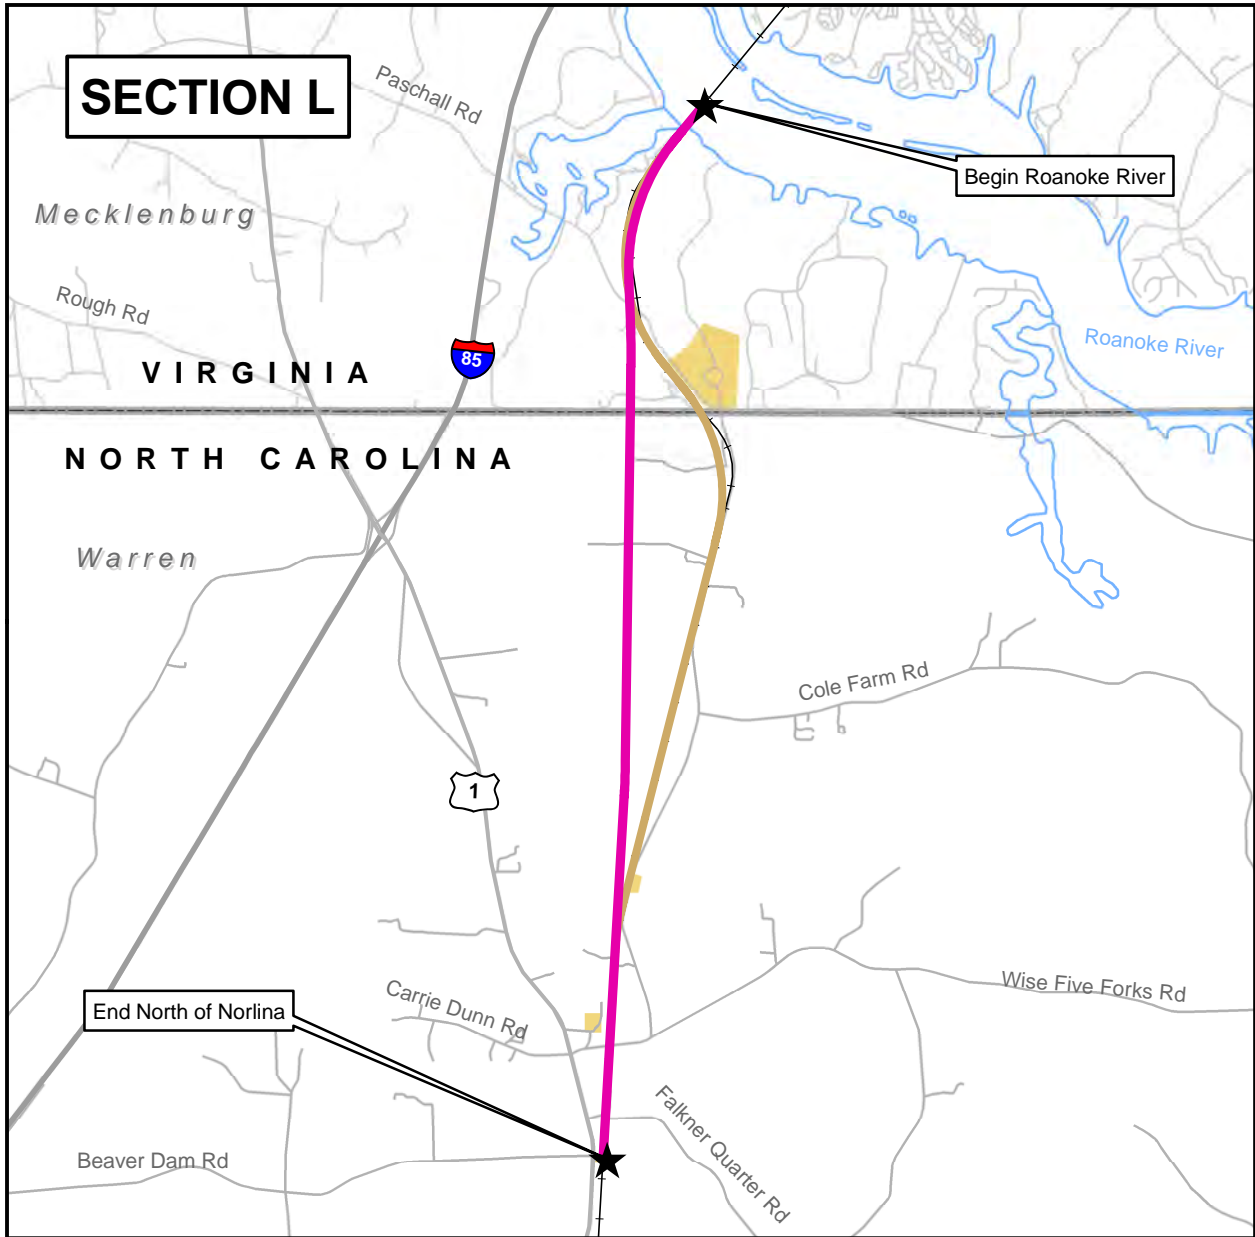 SECTION L
Paschall Rd
Begin Roanoke River
Mecklenburg
Rough Rd
Roanoke River
85
VIRGINIA
NORTH CAROLINA
Warren
Cole Farm Rd
1
Wise Five Forks Rd
Carrie Dunn Rd
End North of Norlina
Falkner Quarter Rd
Beaver Dam Rd